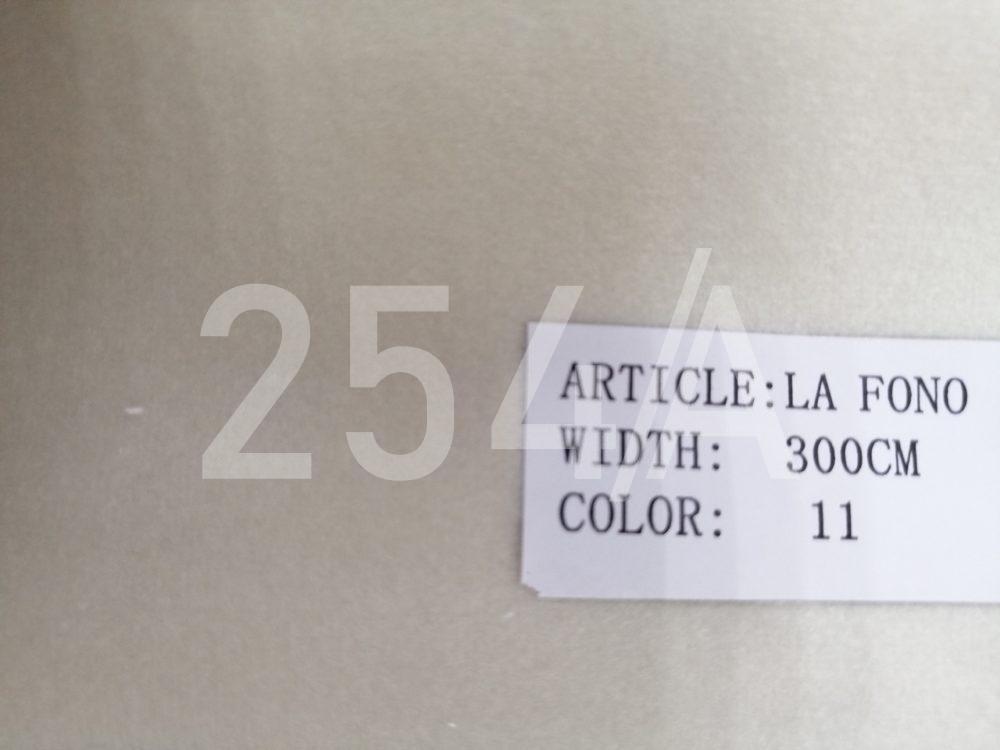 254/A
ARTICLE:LA FONO
WIDTH: 300CM
COLOR: 11